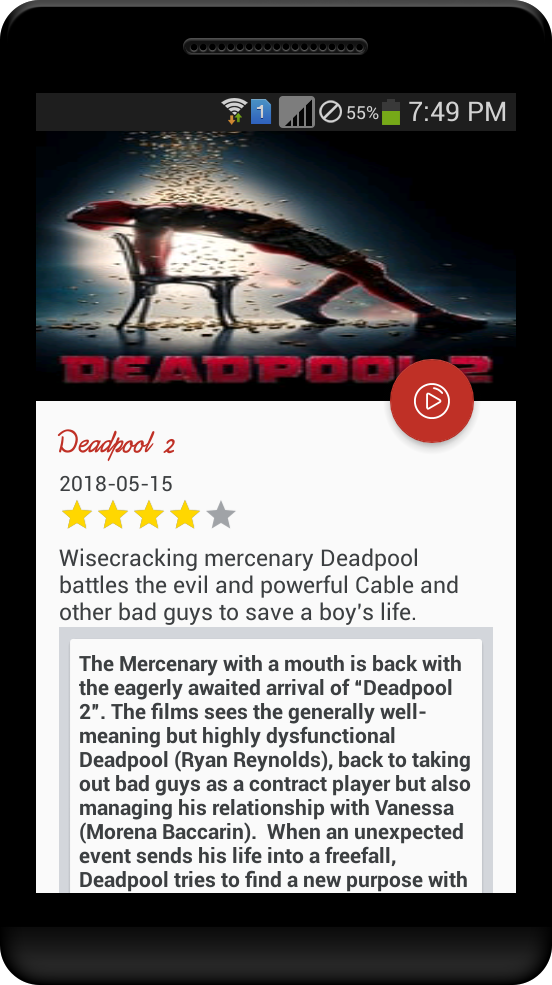 1 55% 7:49 PM
DEADPOOL 2
Deadpool 2
2018-05-15
Wisecracking mercenary Deadpool
battles the evil and powerful Cable and
other bad guys to save a boy's life.
The Mercenary with a mouth is back with
the eagerly awaited arrival of “Deadpool
2”. The films sees the generally well-
meaning but highly dysfunctional
Deadpool (Ryan Reynolds), back to taking
out bad guys as a contract player but also
managing his relationship with Vanessa
(Morena Baccarin).  When an unexpected
event sends his life into a freefall,
Deadpool tries to find a new purpose with